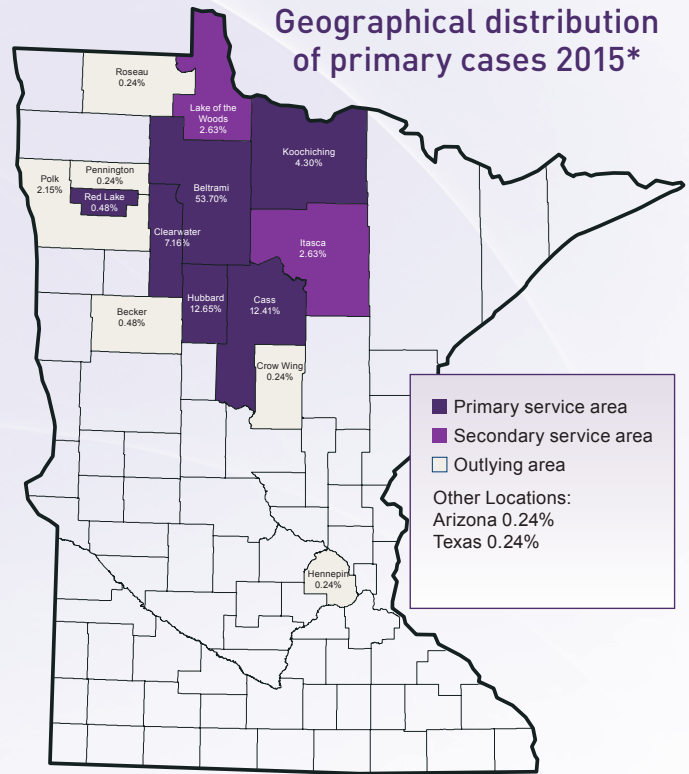 Geographical distribution
of primary cases 2015*
Roseau
0.24%
Lake of the
Woods
2.63%
Koochiching
4.30%
Pennington
0.24%
Polk
2.15%
Red Lake
0.48%
Beltrami
53.70%
Clearwater
7.16%
Itasca
2.63%
Hubbard
12.65%
Cass
12.41%
Becker
0.48%
Crow Wing
0.24%
Primary service area
Secondary service area
Outlying area
Other Locations:
Arizona 0.24%
Texas 0.24%
Hennepin
0.24%